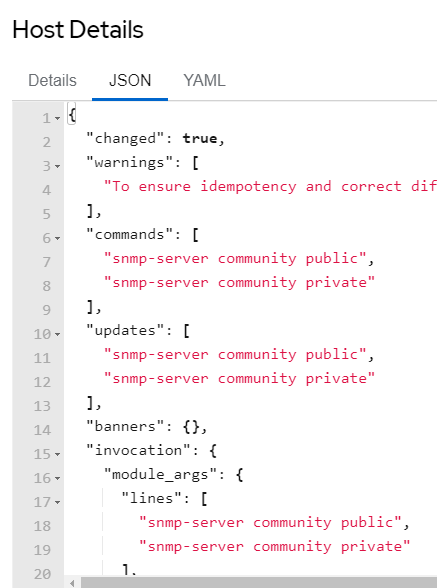 Host Details
Details JSON YAML
1 {
2 "changed": true,
3 "warnings": [
4 "To ensure idempotency and correct dif
5 ],
6 "commands": [
7 "snmp-server community public",
8 "snmp-server community private"
9 ],
10 "updates": [
11 "snmp-server community public",
12 "snmp-server community private"
13 ],
14 "banners": {},
15 "invocation": {
16 "module_args": {
17 "lines": [
18 "snmp-server community public",
19 "snmp-server community private"
20 ],